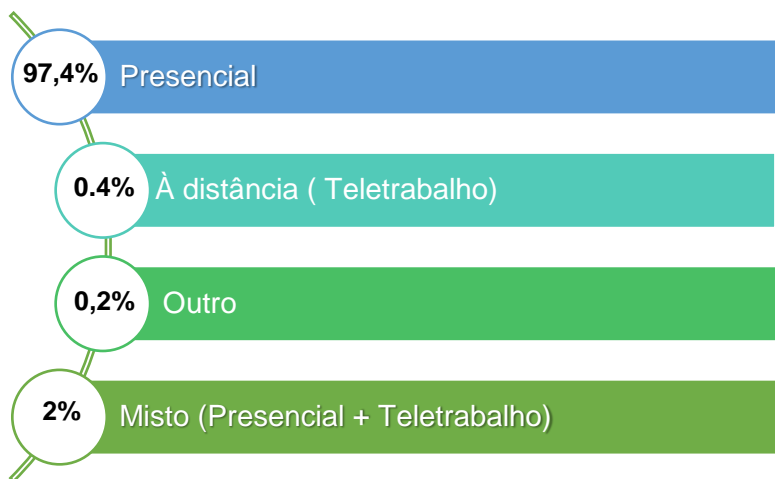 97,4% Presencial
0.4% À distância ( Teletrabalho)
0,2% Outro
2% Misto (Presencial + Teletrabalho)